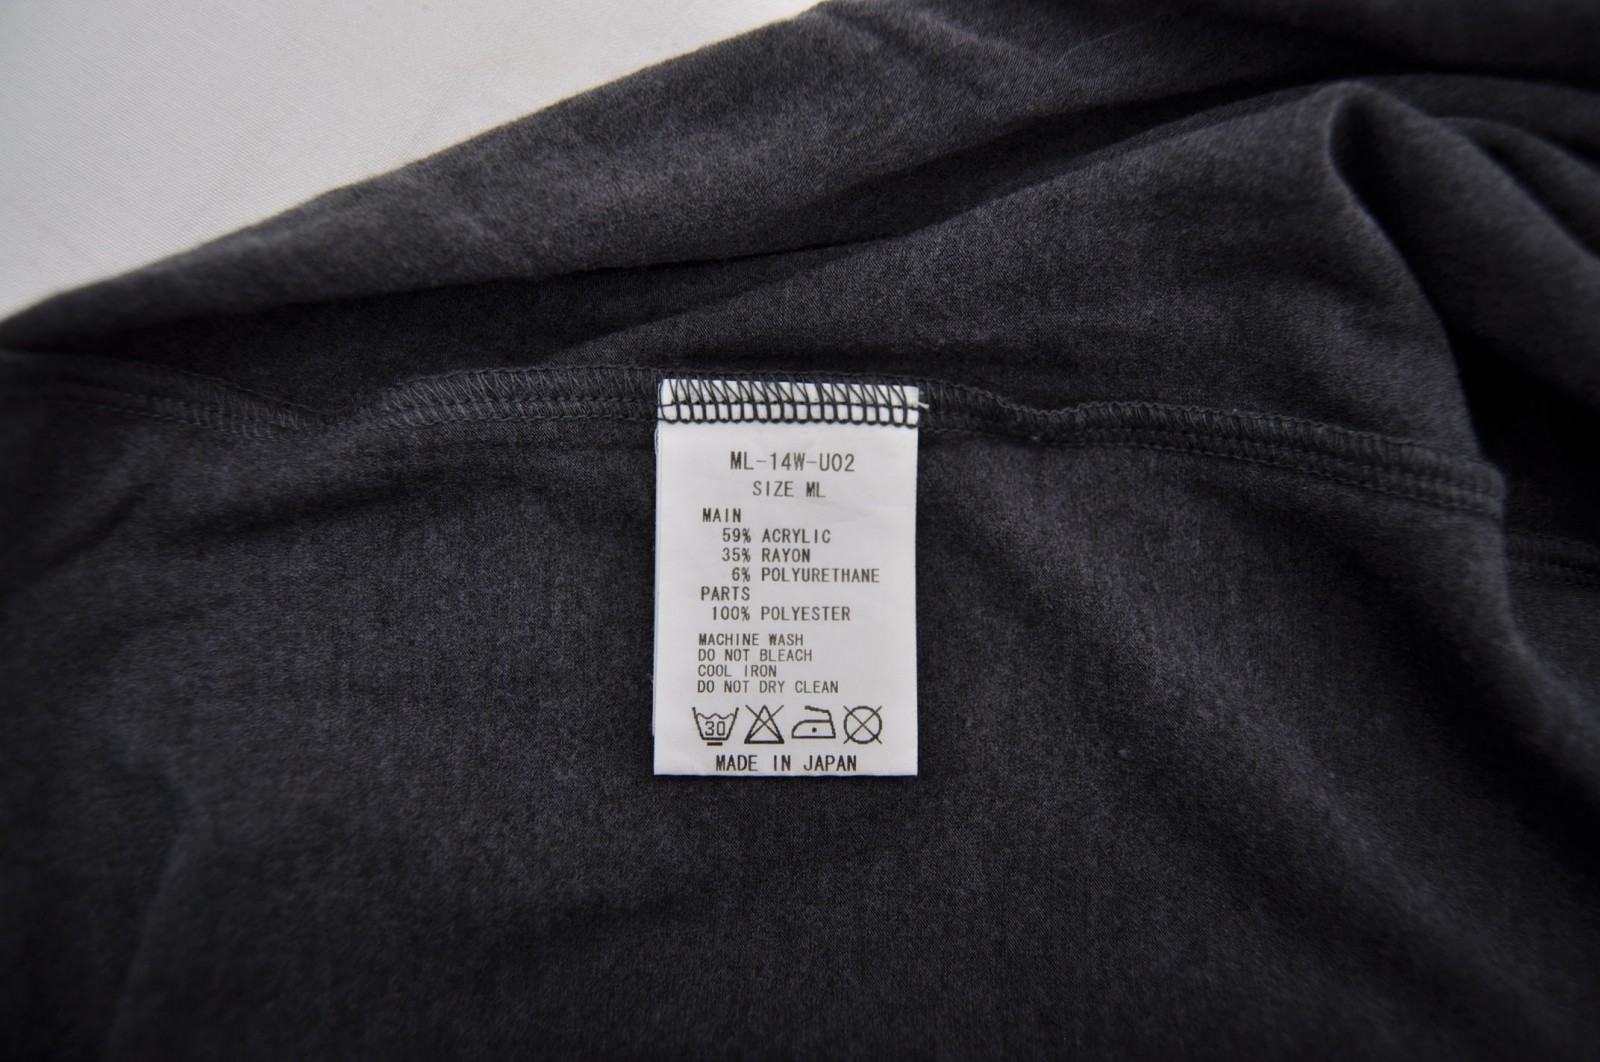 ML-14W-U02
SIZE ML
MAIN
59% ACRYLIC
35% RAYON
6% POLYURETHANE
PARTS
100% POLYESTER
MACHINE WASH
DO NOT BLEACH
COOL IRON
DO NOT DRY CLEAN
30
MADE IN JAPAN